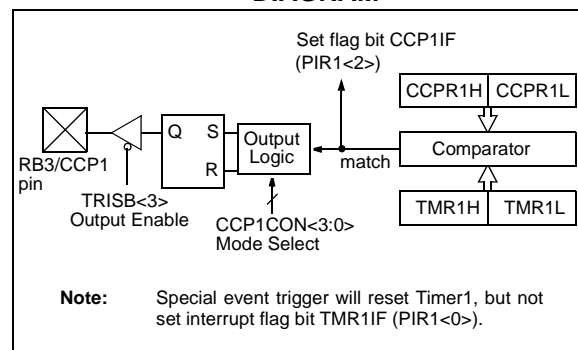 Set flag bit CCP1IF
(PIR1<2>)
CCPR1H CCPR1L
Q S
R
Output
Logic
match
Comparator
RB3/CCP1
pin
TRISB<3>
Output Enable
CCP1CON<3:0>
Mode Select
TMR1H TMR1L
Note: Special event trigger will reset Timer1, but not
set interrupt flag bit TMR1IF (PIR1<0>).